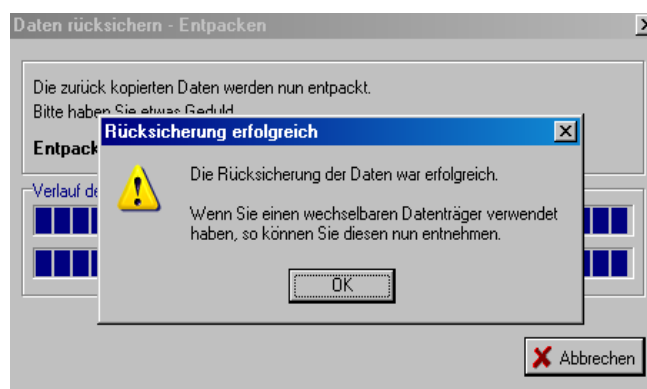 Daten rücksichern - Entpacken
Die zurück kopierten Daten werden nun entpackt.
Bitte haben Sie etwas Geduld
Entpack
Rücksicherung erfolgreich
Die Rücksicherung der Daten war erfolgreich.
Wenn Sie einen wechselbaren Datenträger verwendet
haben, so können Sie diesen nun entnehmen.
OK
Verlauf de
Abbrechen